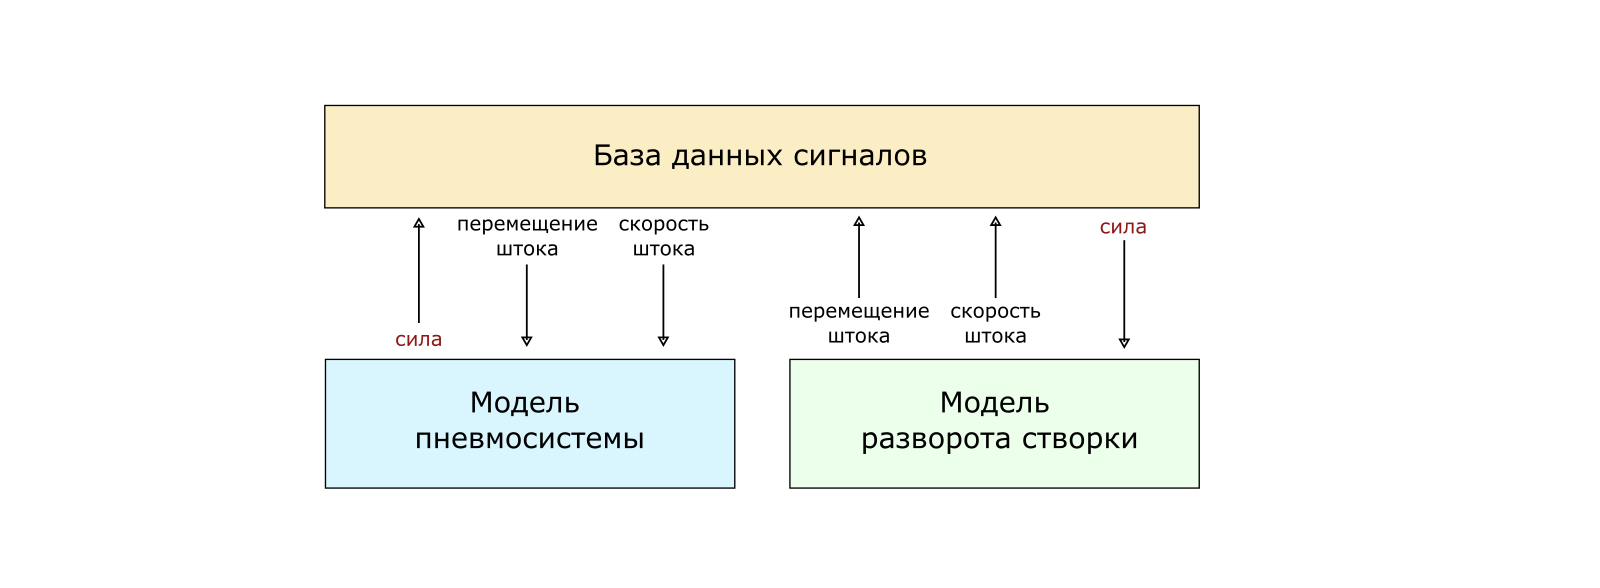 База данных сигналов
перемещение
штока
скорость
штока
сила
сила
перемещение
штока
скорость
штока
Модель
пневмосистемы
Модель
разворота створки